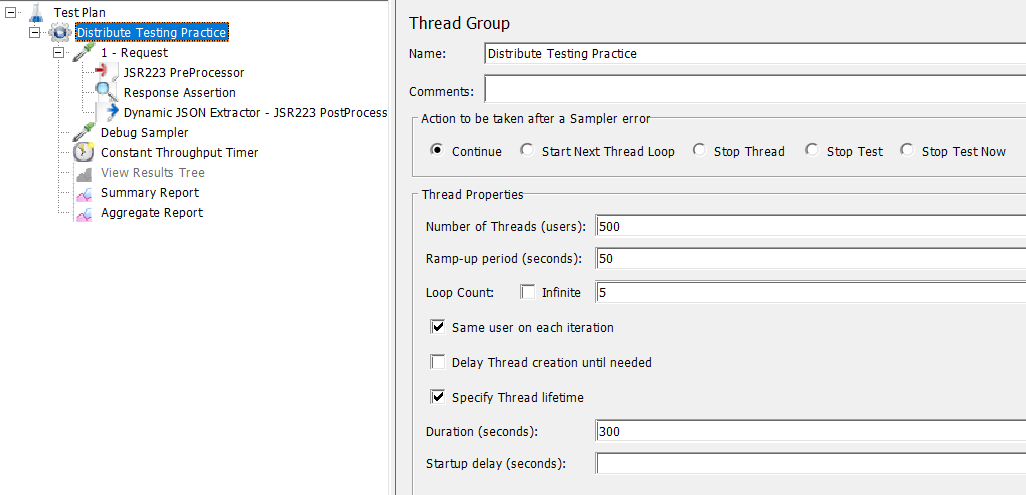 Test Plan
Distribute Testing Practice
1 - Request
JSR223 PreProcessor
Response Assertion
Dynamic JSON Extractor - JSR223 PostProcess
Debug Sampler
Constant Throughput Timer
View Results Tree
Summary Report
Aggregate Report
Thread Group
Name: Distribute Testing Practice
Comments:
Action to be taken after a Sampler error
Continue Start Next Thread Loop Stop Thread Stop Test Stop Test Now
Thread Properties
Number of Threads (users): 500
Ramp-up period (seconds): 50
Loop Count: Infinite 5
Same user on each iteration
Delay Thread creation until needed
Specify Thread lifetime
Duration (seconds): 300
Startup delay (seconds):